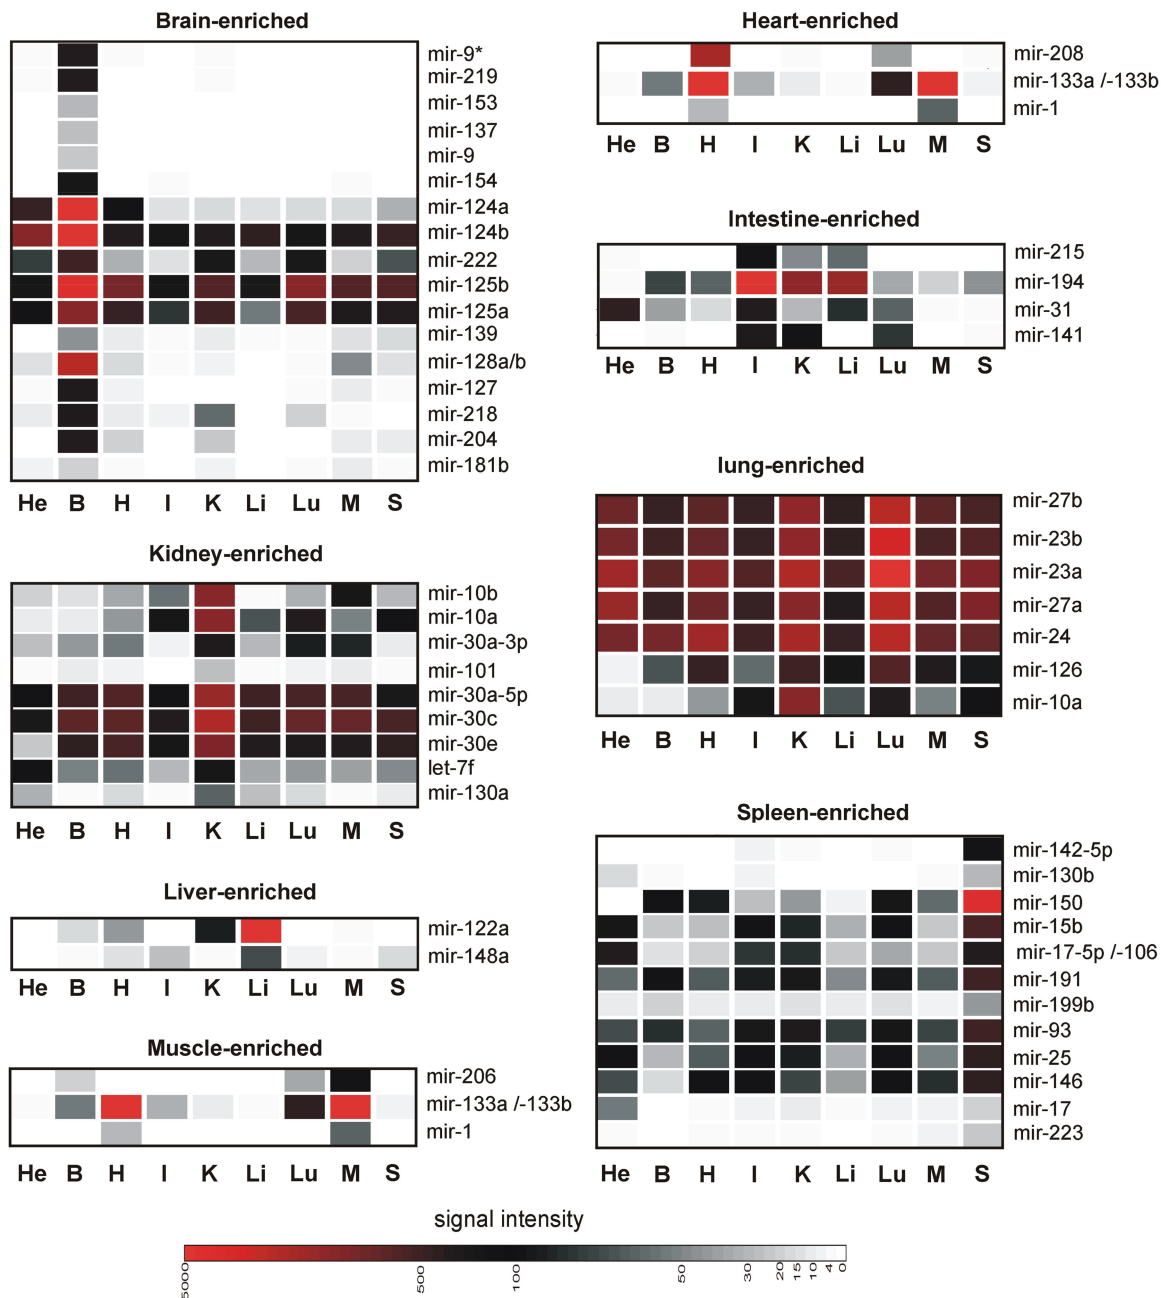 Brain-enriched
mir-9*
mir-219
mir-153
mir-137
mir-9
mir-154
mir-124a
mir-124b
mir-222
mir-125b
mir-125a
mir-139
mir-128a/b
mir-127
mir-218
mir-204
mir-181b
He B H I K Li Lu M S
Kidney-enriched
mir-10b
mir-10a
mir-30a-3p
mir-101
mir-30a-5p
mir-30c
mir-30e
let-7f
mir-130a
He B H I K Li Lu M S
Liver-enriched
mir-122a
mir-148a
He B H I K Li Lu M S
Muscle-enriched
mir-206
mir-133a /-133b
mir-1
He B H I K Li Lu M S
Heart-enriched
mir-208
mir-133a /-133b
mir-1
He B H I K Li Lu M S
Intestine-enriched
mir-215
mir-194
mir-31
mir-141
He B H I K Li Lu M S
lung-enriched
mir-27b
mir-23b
mir-23a
mir-27a
mir-24
mir-126
mir-10a
He B H I K Li Lu M S
Spleen-enriched
mir-142-5p
mir-130b
mir-150
mir-15b
mir-17-5p /-106
mir-191
mir-199b
mir-93
mir-25
mir-146
mir-17
mir-223
He B H I K Li Lu M S
signal intensity
5000 500 100 50 30 20 15 10 4 0